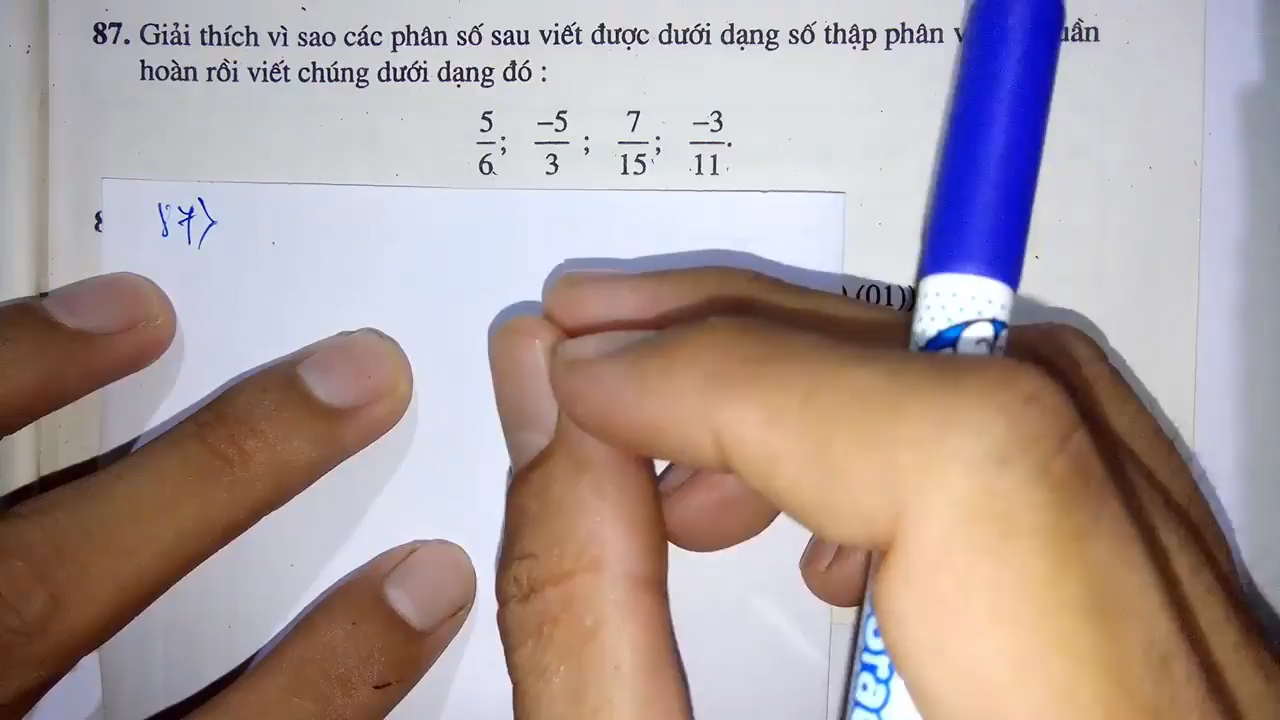 87. Giải thích vì sao các phân số sau viết được dưới dạng số thập phân
hoàn rồi viết chúng dưới dạng đó :
5/6; -5/3 ; 7/15; -3/11.
87)
(01))